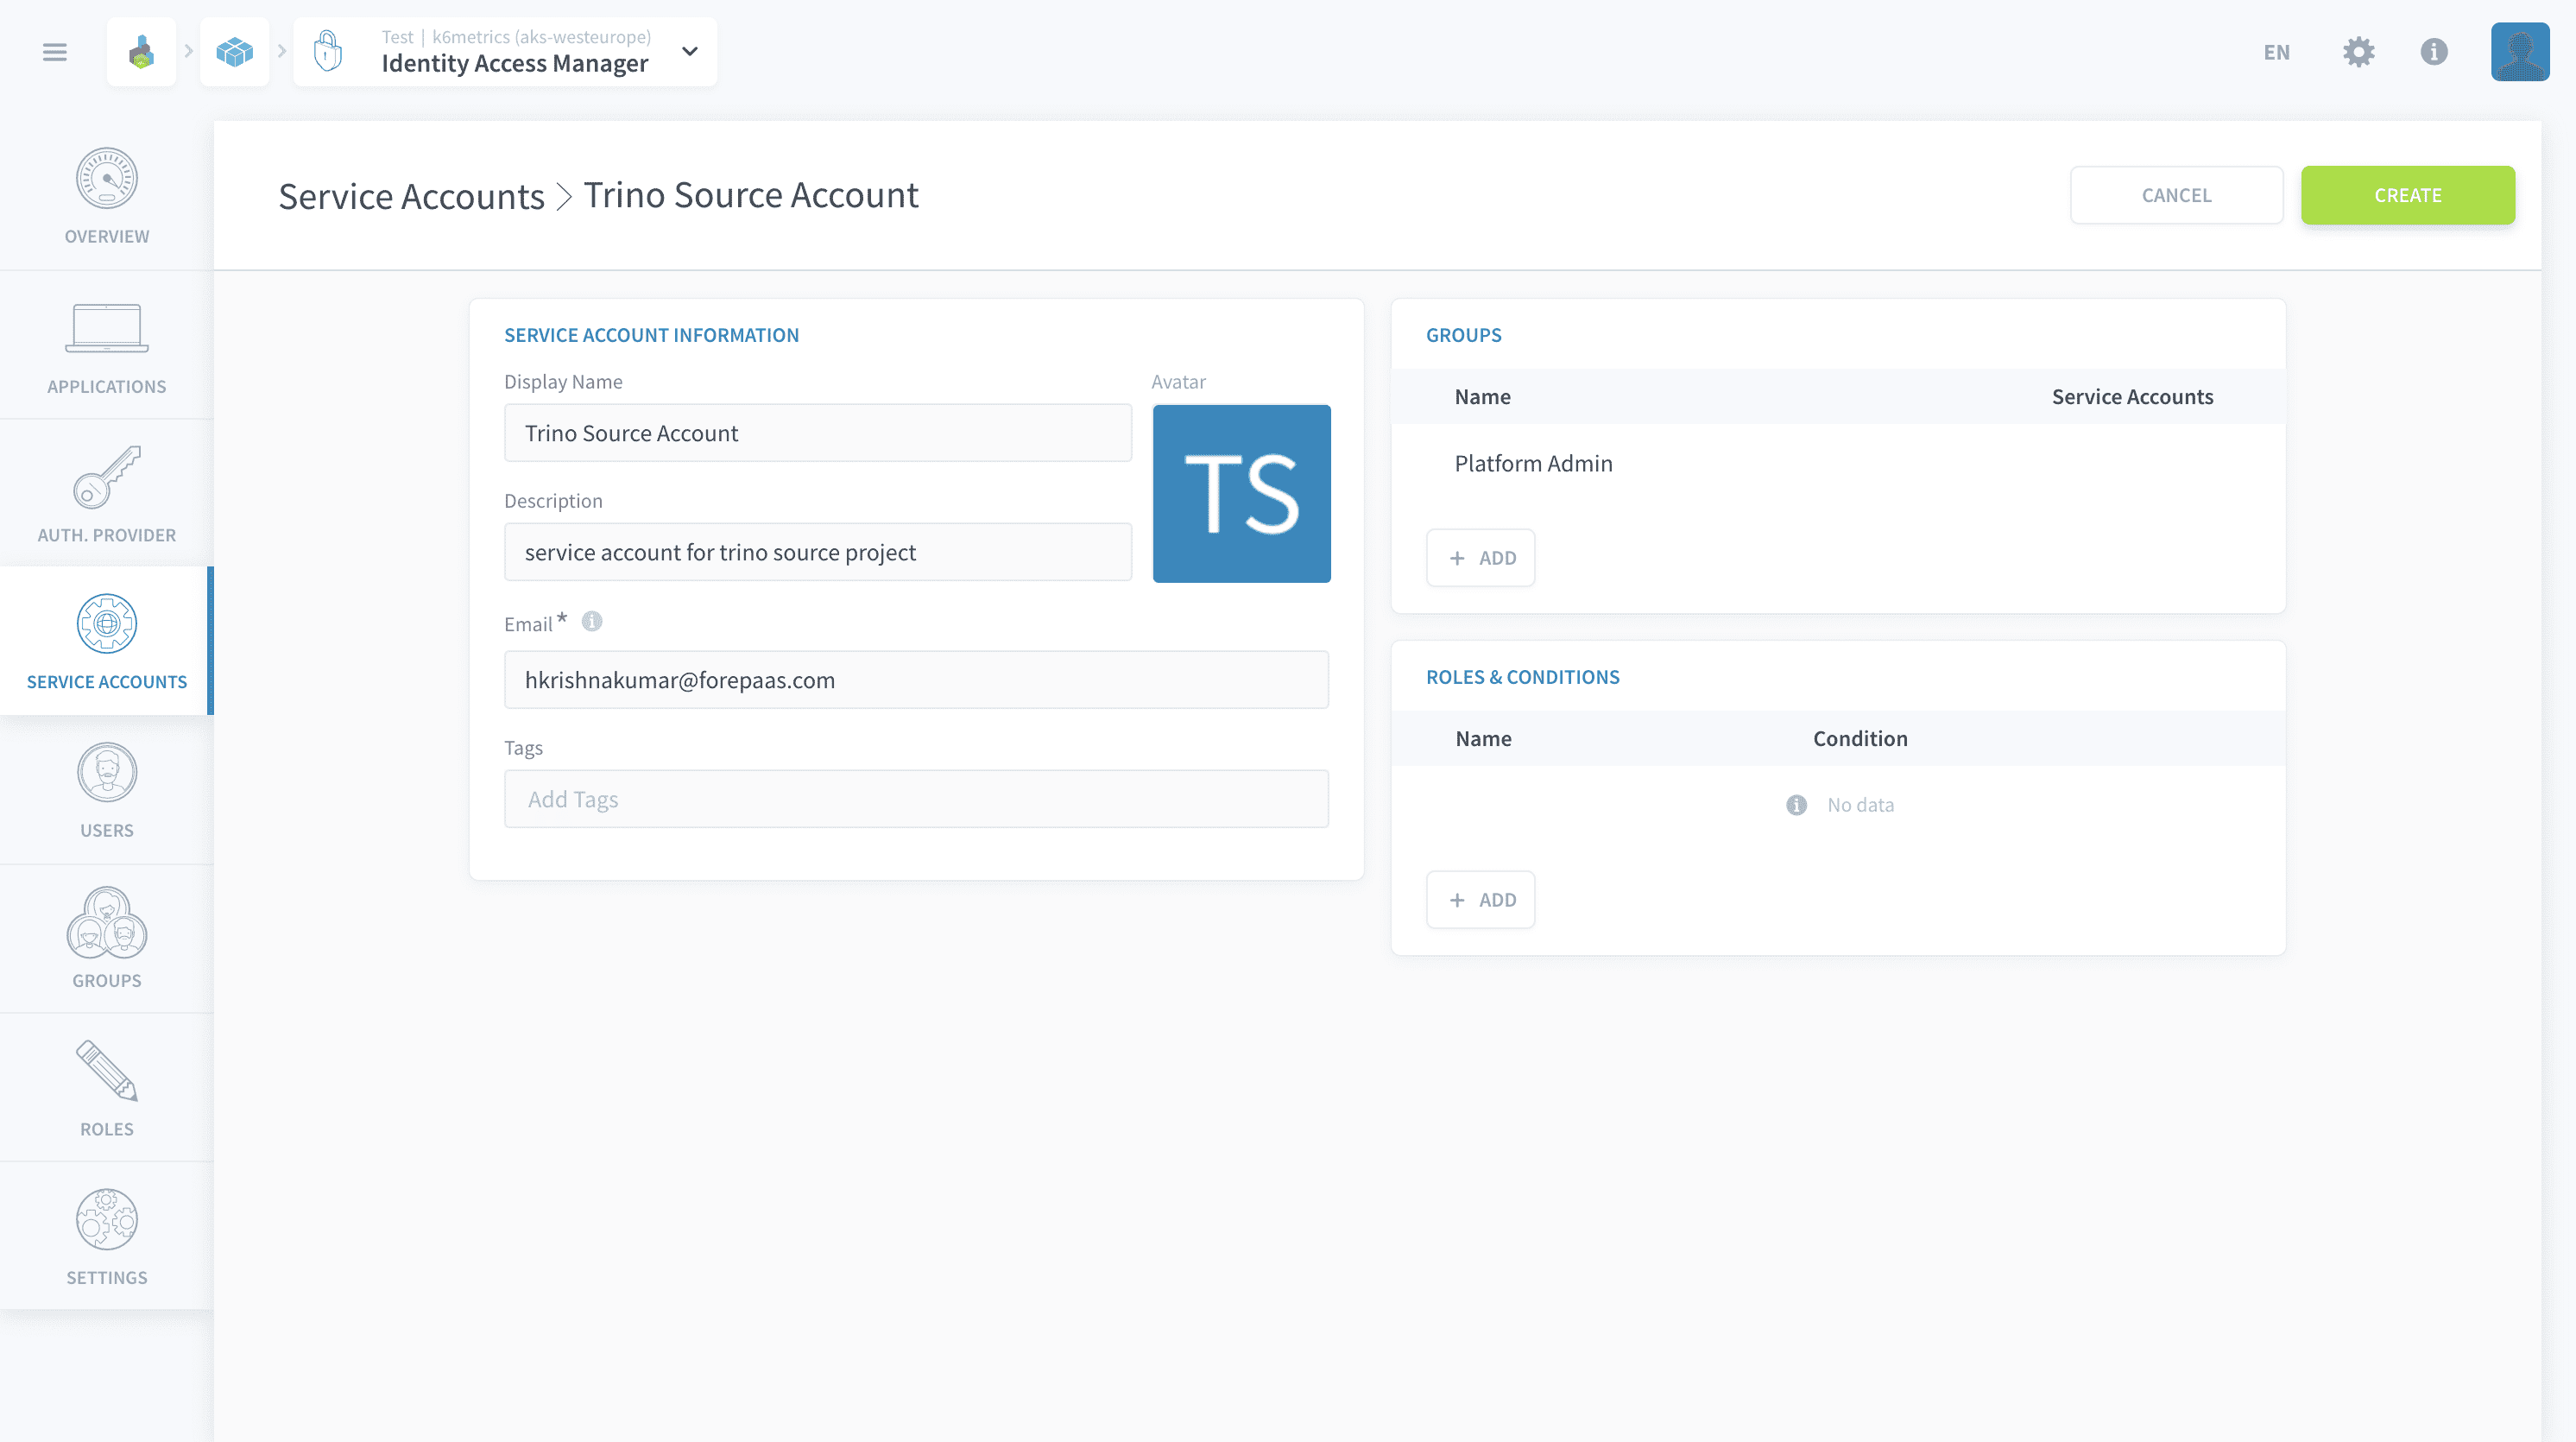 Test | k6metrics (aks-westeurope)
Identity Access Manager
EN
OVERVIEW
APPLICATIONS
AUTH. PROVIDER
SERVICE ACCOUNTS
USERS
GROUPS
ROLES
SETTINGS
Service Accounts > Trino Source Account
CANCEL
CREATE
SERVICE ACCOUNT INFORMATION
Display Name
Trino Source Account
Avatar
TS
Description
service account for trino source project
Email *
hkrishnakumar@forepaas.com
Tags
Add Tags
GROUPS
Name Service Accounts
Platform Admin
+ ADD
ROLES & CONDITIONS
Name Condition
No data
+ ADD